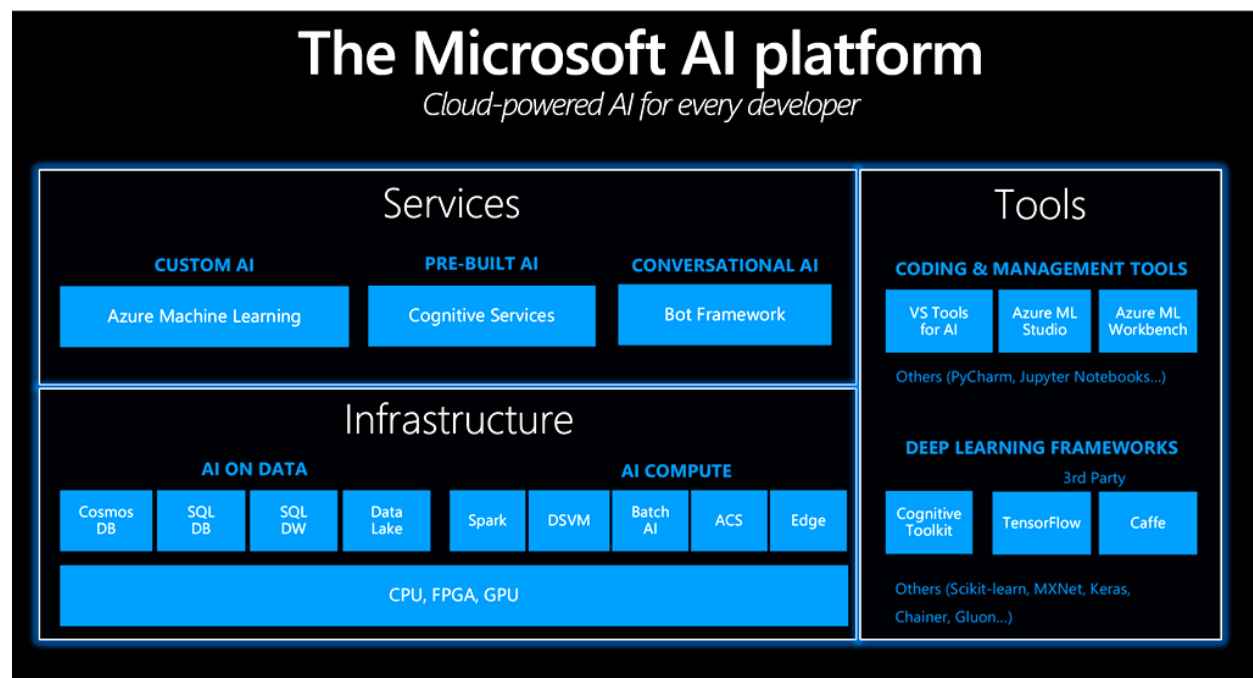 The Microsoft AI platform
Cloud-powered AI for every developer
Services
CUSTOM AI
PRE-BUILT AI
CONVERSATIONAL AI
Azure Machine Learning
Cognitive Services
Bot Framework
Infrastructure
AI ON DATA
AI COMPUTE
Cosmos
DB
SQL
DB
SQL
DW
Data
Lake
Spark
DSVM
Batch
AI
ACS
Edge
CPU, FPGA, GPU
Tools
CODING & MANAGEMENT TOOLS
VS Tools
for AI
Azure ML
Studio
Azure ML
Workbench
Others (PyCharm, Jupyter Notebooks...)
DEEP LEARNING FRAMEWORKS
3rd Party
Cognitive
Toolkit
TensorFlow
Caffe
Others (Scikit-learn, MXNet, Keras,
Chainer, Gluon...)